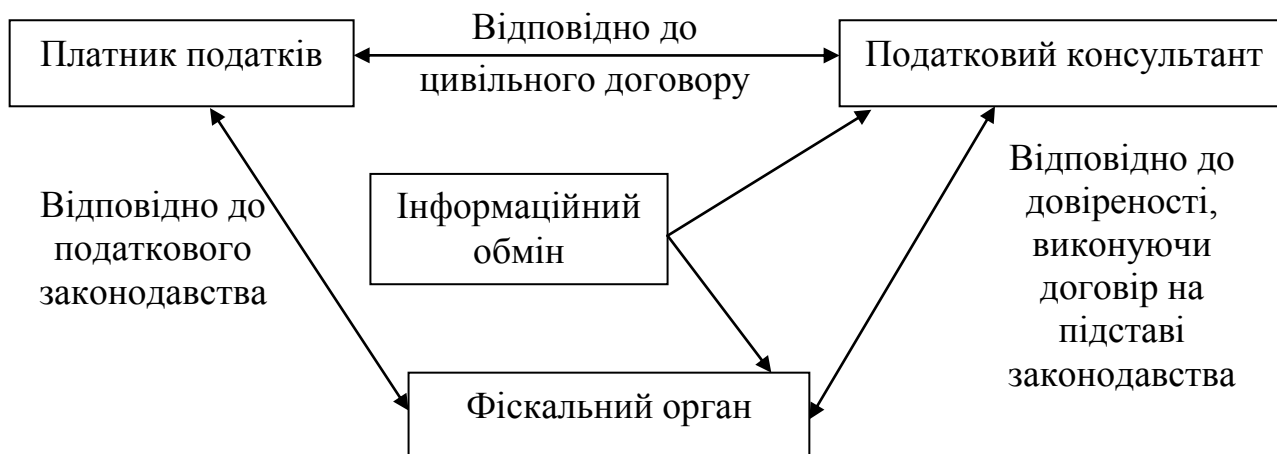 Платник податків
Відповідно до
цивільного договору
Податковий консультант
Відповідно до
податкового
законодавства
Інформаційний
обмін
Відповідно до
довіреності,
виконуючи
договір на
підставі
законодавства
Фіскальний орган